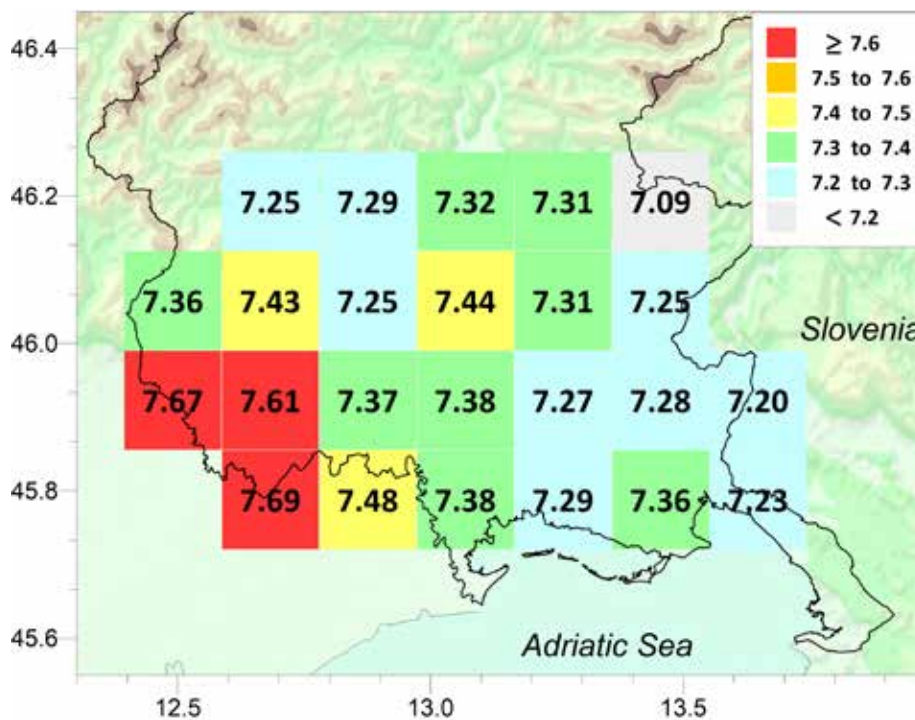 46.4
≥ 7.6
7.5 to 7.6
7.4 to 7.5
7.3 to 7.4
7.2 to 7.3
< 7.2
46.2
7.25 7.29 7.32 7.31 7.09
46.0
7.36 7.43 7.25 7.44 7.31 7.25
Slovenia
7.67 7.61 7.37 7.38 7.27 7.28 7.20
45.8
7.69 7.48 7.38 7.29 7.36 7.23
45.6
Adriatic Sea
12.5 13.0 13.5